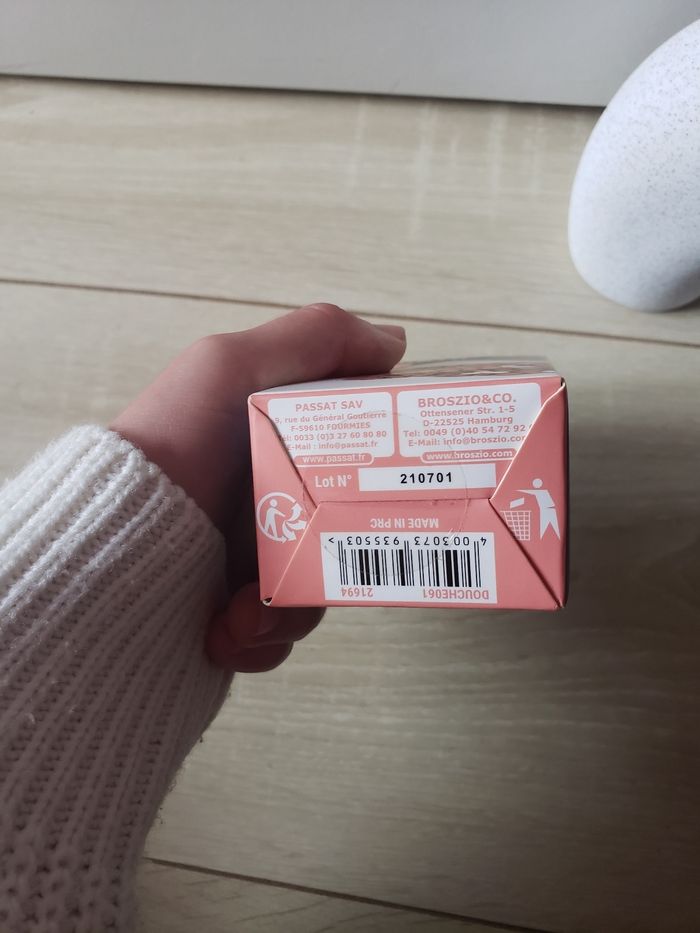 PASSAT SAV
9, rue du Général Goutierre
F-59610 FOURMIES
Tél: 0033 (0)3 27 60 80 80
E-Mail : info@passat.fr
www.passat.fr
BROSZIO&CO.
Ottensener Str. 1-5
D-22525 Hamburg
Tel: 0049 (0)40 54 72 92
E-Mail: info@broszio.com
www.broszio.com
Lot N° 210701
MADE IN PRC
DOUCHE061 21694
4 003073 935503 >